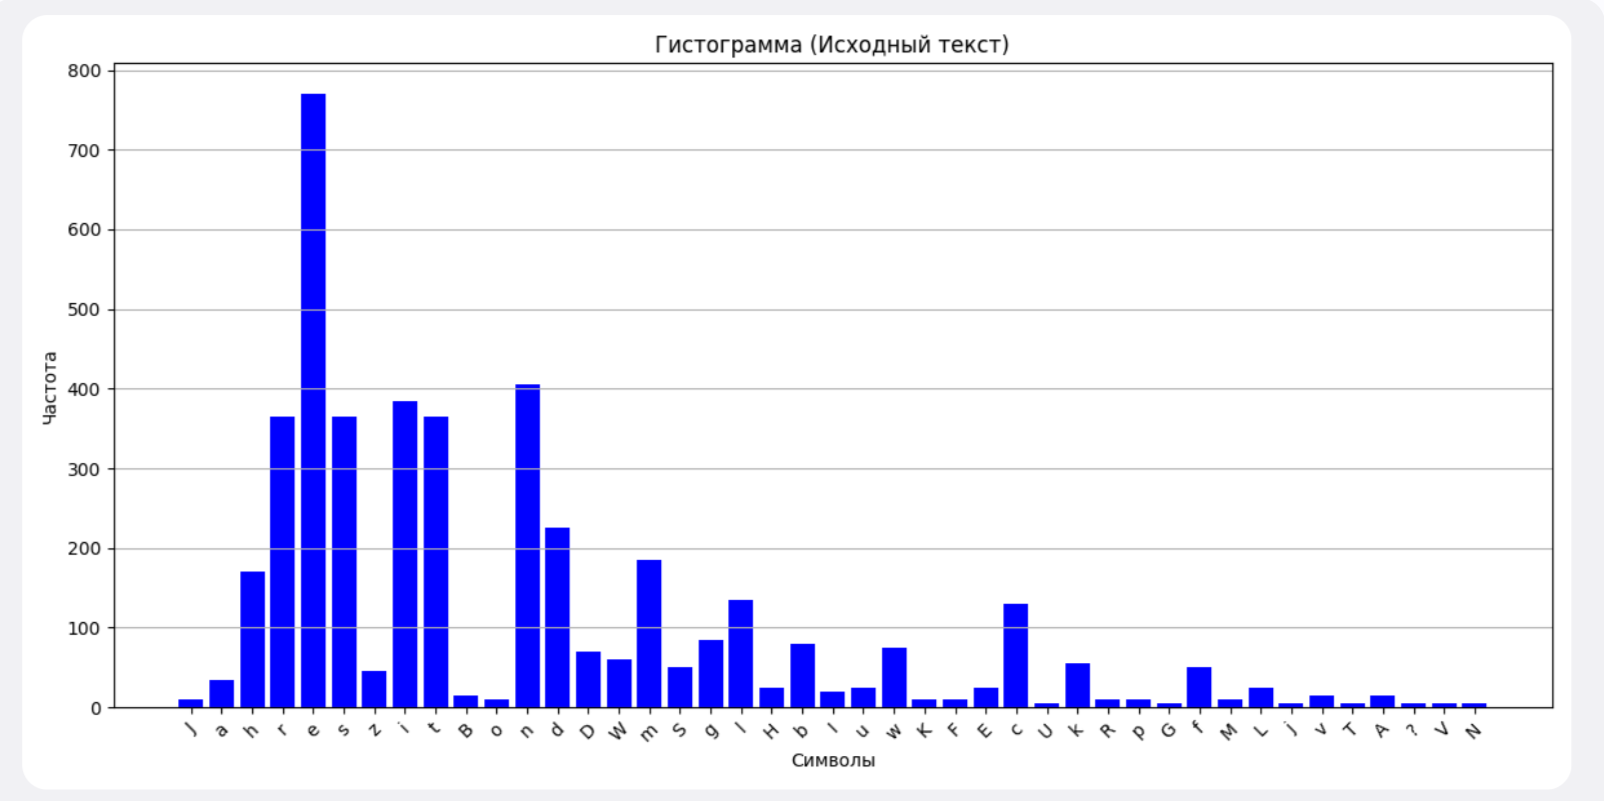 Гистограмма (Исходный текст)
800
700
600
500
400
300
200
100
0
Частота
J a h r e s z i t B o n d D W m S g l H b I u w K F E c U k R p G f M L j v T A ? V N
Символы